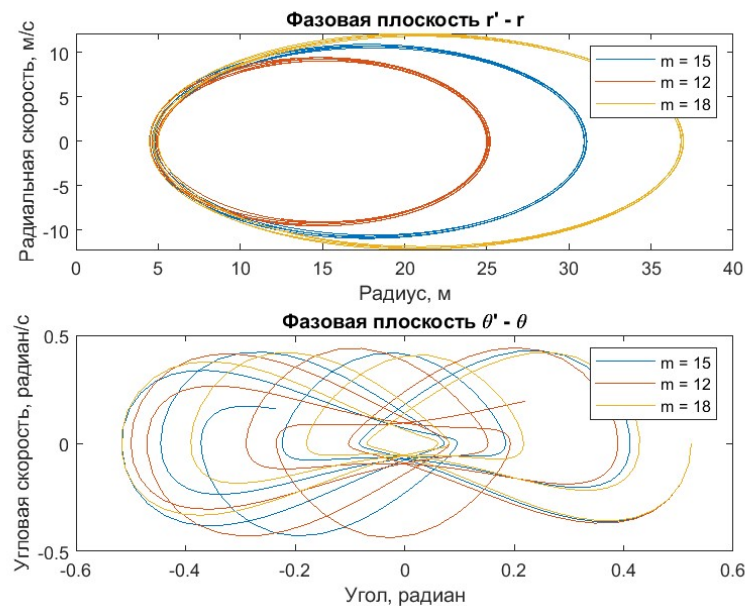 Фазовая плоскость r' - r
Радиальная скорость, м/с
10
5
0
-5
-10
m = 15
m = 12
m = 18
0 5 10 15 20 25 30 35 40
Радиус, м
Фазовая плоскость θ' - θ
Угловая скорость, радиан/с
0.5
0
-0.5
m = 15
m = 12
m = 18
-0.6 -0.4 -0.2 0 0.2 0.4 0.6
Угол, радиан